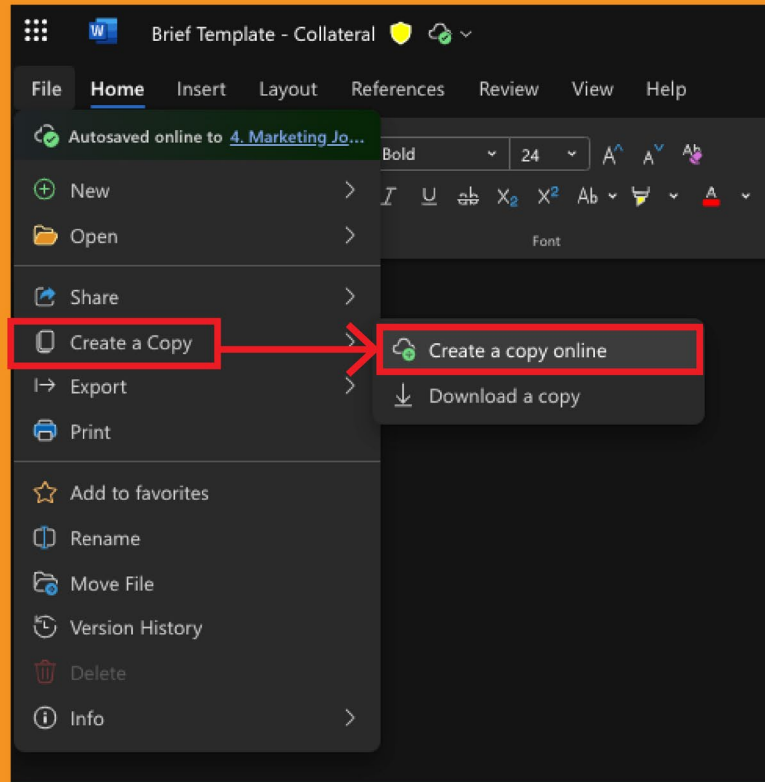 Brief Template - Collateral
File Home Insert Layout References Review View Help
Autosaved online to 4. Marketing Jo...
Bold 24
New
Open
Font
Share
Create a Copy
Create a copy online
Export
Download a copy
Print
Add to favorites
Rename
Move File
Version History
Delete
Info